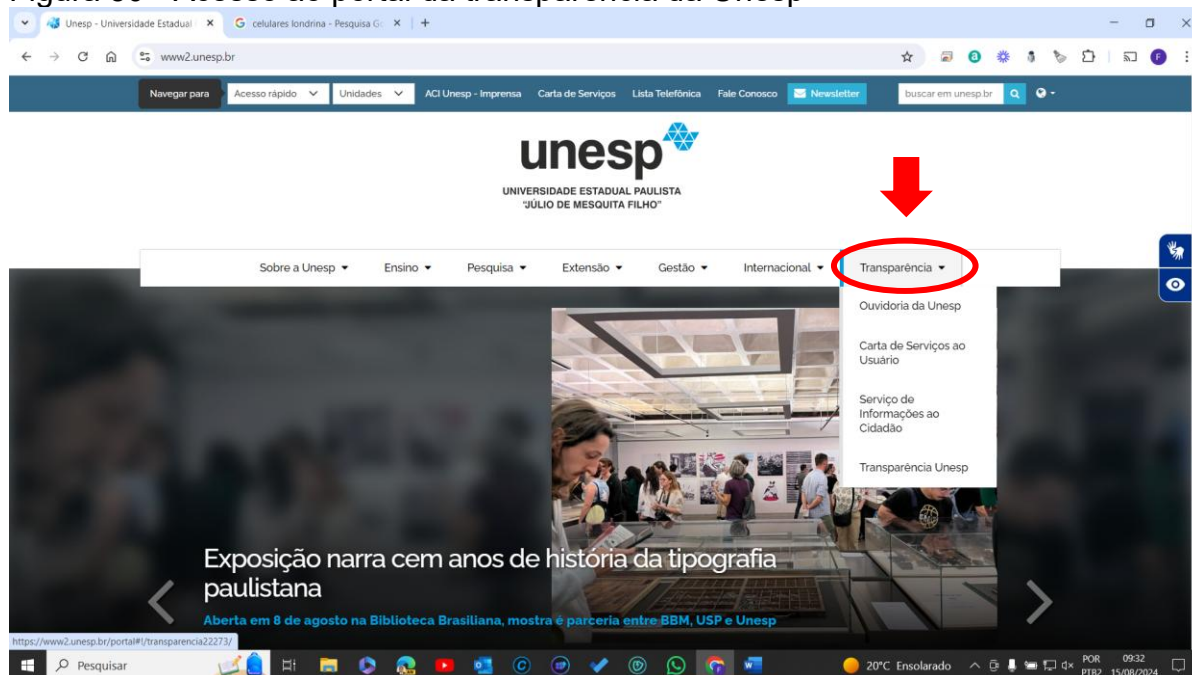 Unesp - Universidade Estadual
celulares londrina - Pesquisa Go
www2.unesp.br
F
Navegar para
Acesso rápido
Unidades
ACI Unesp - Imprensa
Carta de Serviços
Lista Telefônica
Fale Conosco
Newsletter
buscar em unesp.br
unesp
UNIVERSIDADE ESTADUAL PAULISTA
"JÚLIO DE MESQUITA FILHO"
Sobre a Unesp
Ensino
Pesquisa
Extensão
Gestão
Internacional
Transparência
Ouvidoria da Unesp
Carta de Serviços ao
Usuário
Serviço de
Informações ao
Cidadão
Transparência Unesp
Exposição narra cem anos de história da tipografia
paulistana
Aberta em 8 de agosto na Biblioteca Brasiliana, mostra é parceria entre BBM, USP e Unesp
https://www2.unesp.br/portal#!/transparencia22273/
Pesquisar
20°C Ensolarado
POR
PTB2
09:32
15/08/2024